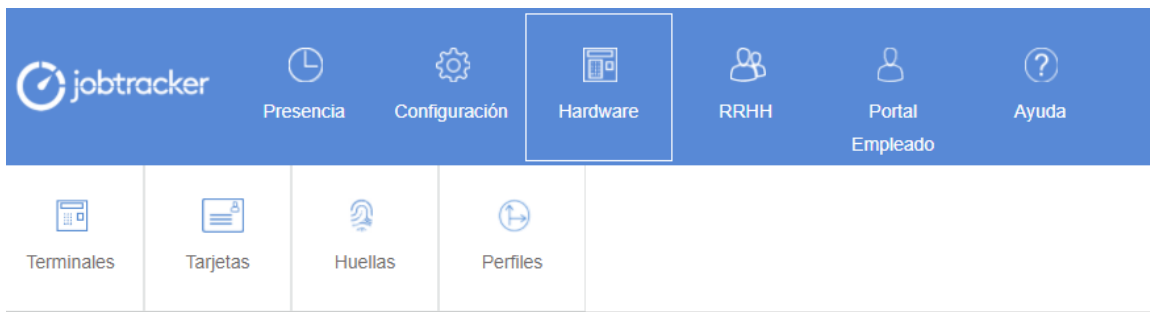 jobtracker
Presencia
Configuración
Hardware
RRHH
Portal
Empleado
Ayuda
Terminales
Tarjetas
Huellas
Perfiles